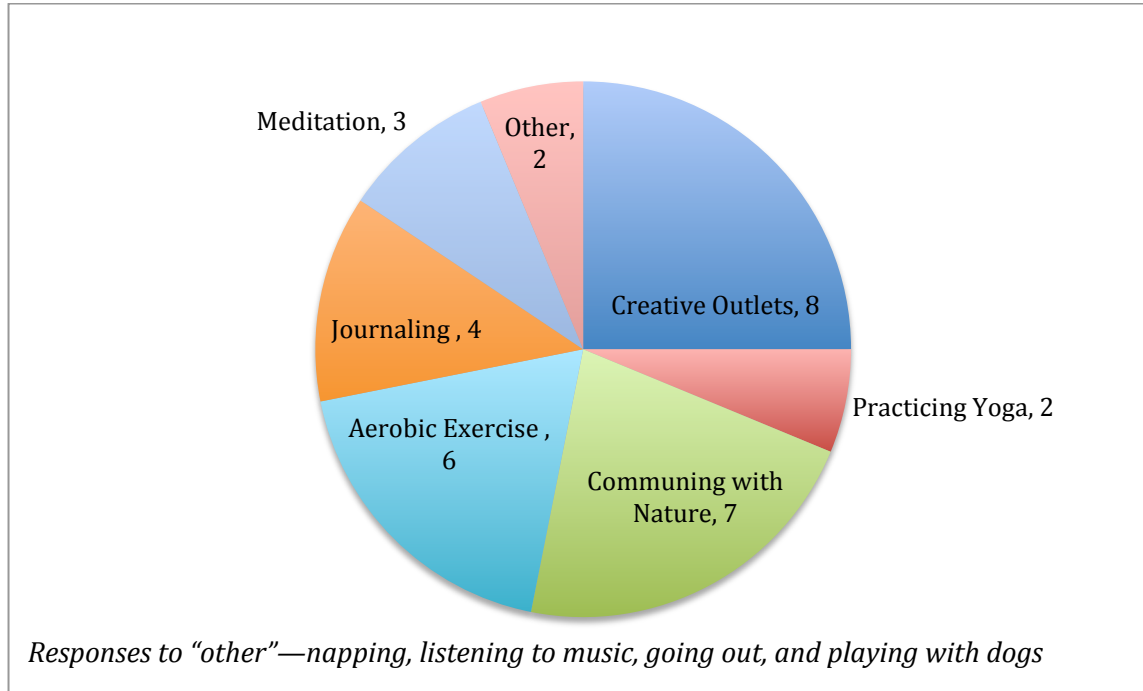 Meditation, 3
Other,
2
Creative Outlets, 8
Journaling , 4
Practicing Yoga, 2
Aerobic Exercise ,
6
Communing with
Nature, 7
Responses to “other”—napping, listening to music, going out, and playing with dogs